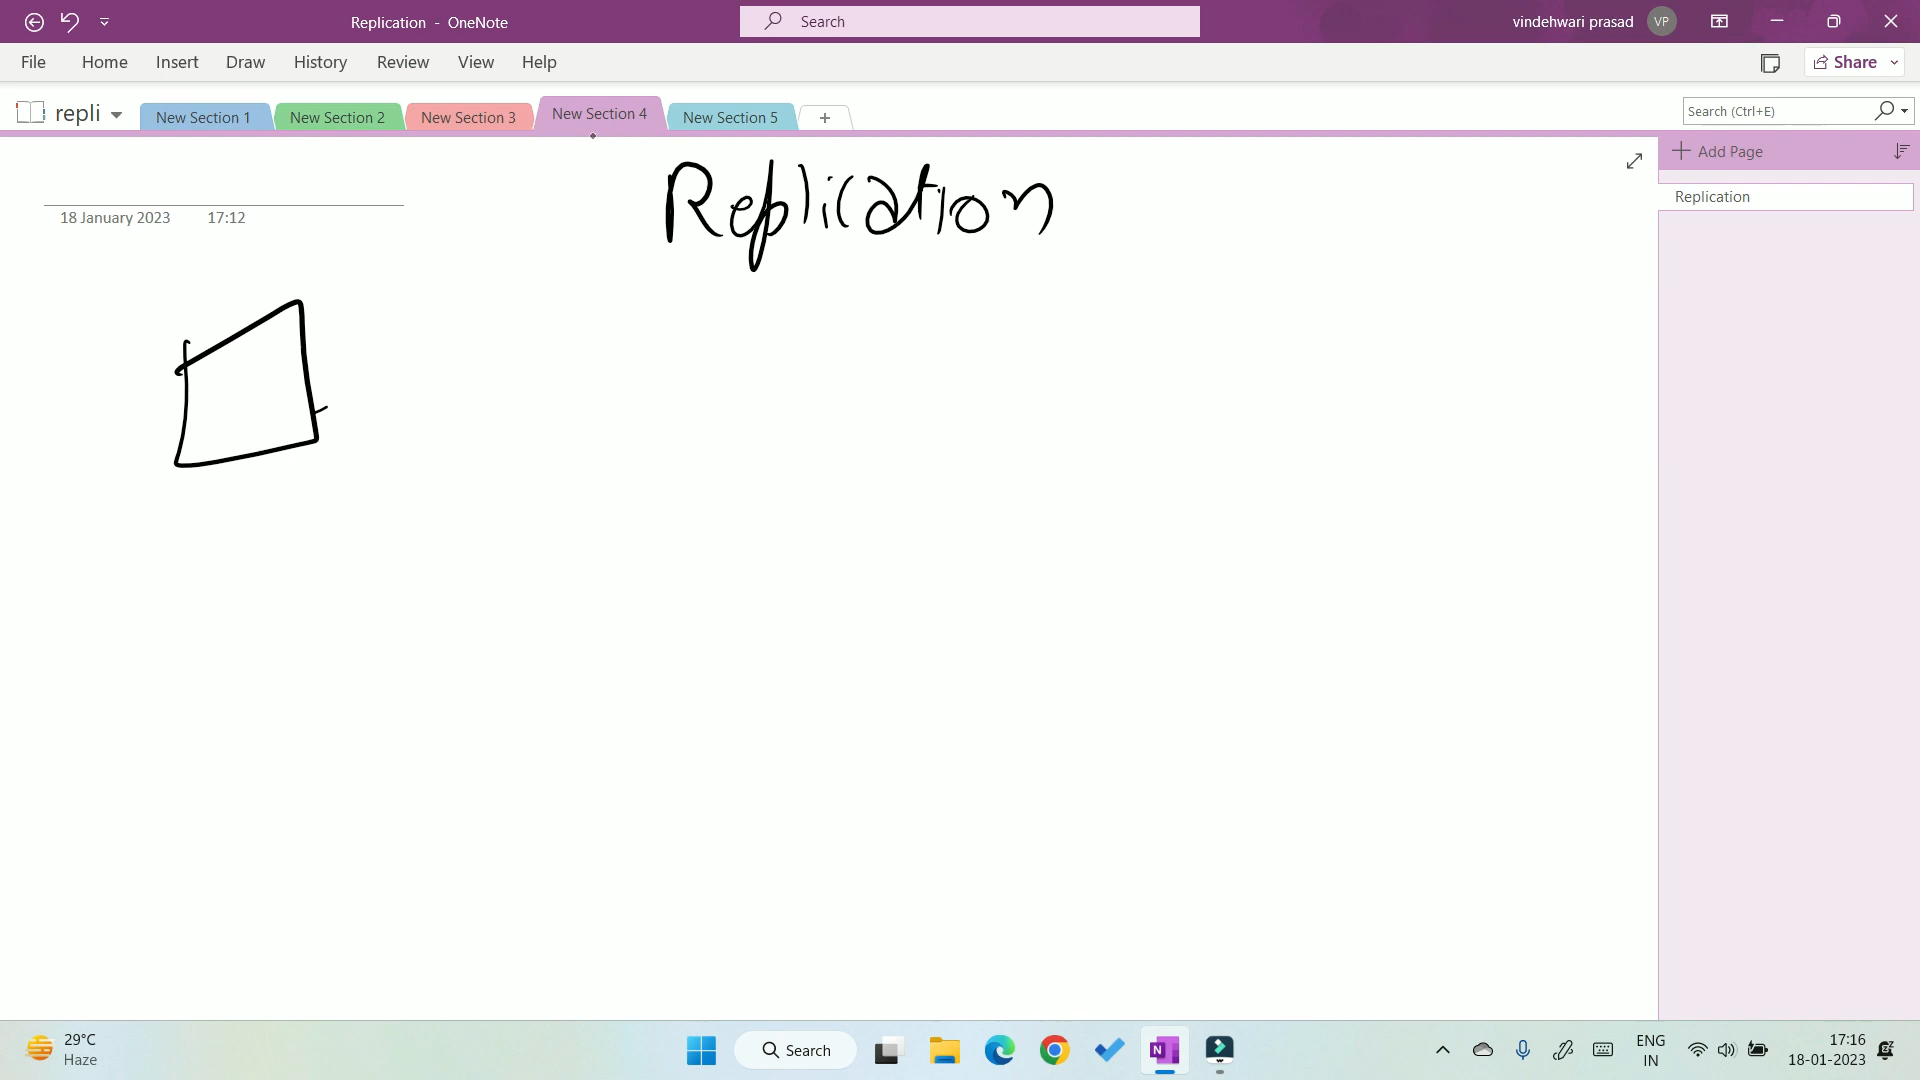 Replication - OneNote
Search
vindehwari prasad
VP
File
Home
Insert
Draw
History
Review
View
Help
Share
repli
New Section 1
New Section 2
New Section 3
New Section 4
New Section 5
+
Search (Ctrl+E)
Replication
Add Page
18 January 2023 17:12
Replication
29°C
Haze
Search
N
ENG
IN
17:16
18-01-2023